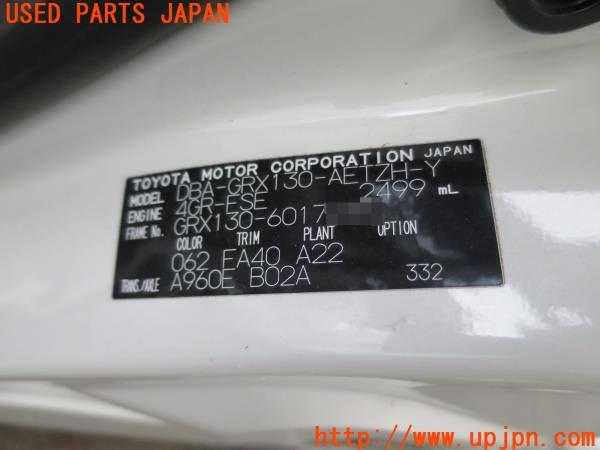 USED PARTS JAPAN
TOYOTA MOTOR CORPORATION JAPAN
MODEL DBA-GRX130-AETZH-Y
ENGINE 4GR-FSE 2499 mL
FRAME No. GRX130-6017
COLOR TRIM PLANT OPTION
062 FA40 A22
TRANS./AXLE A960E B02A 332
http://www.upjpn.com/